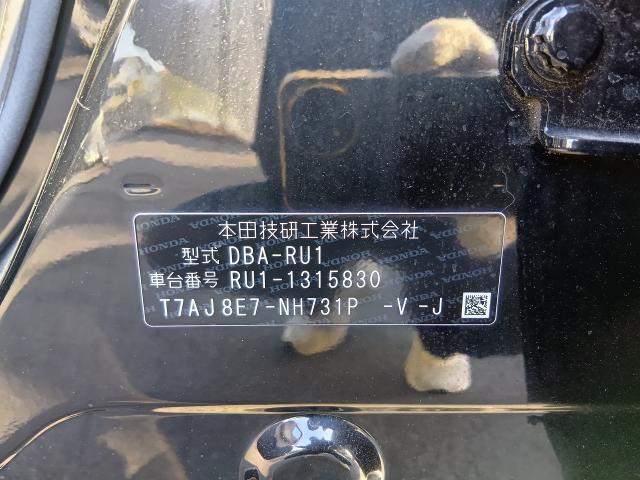 本田技研工業株式会社
型式 DBA-RU1
車台番号 RU1-1315830
T7AJ8E7-NH731P -V -J